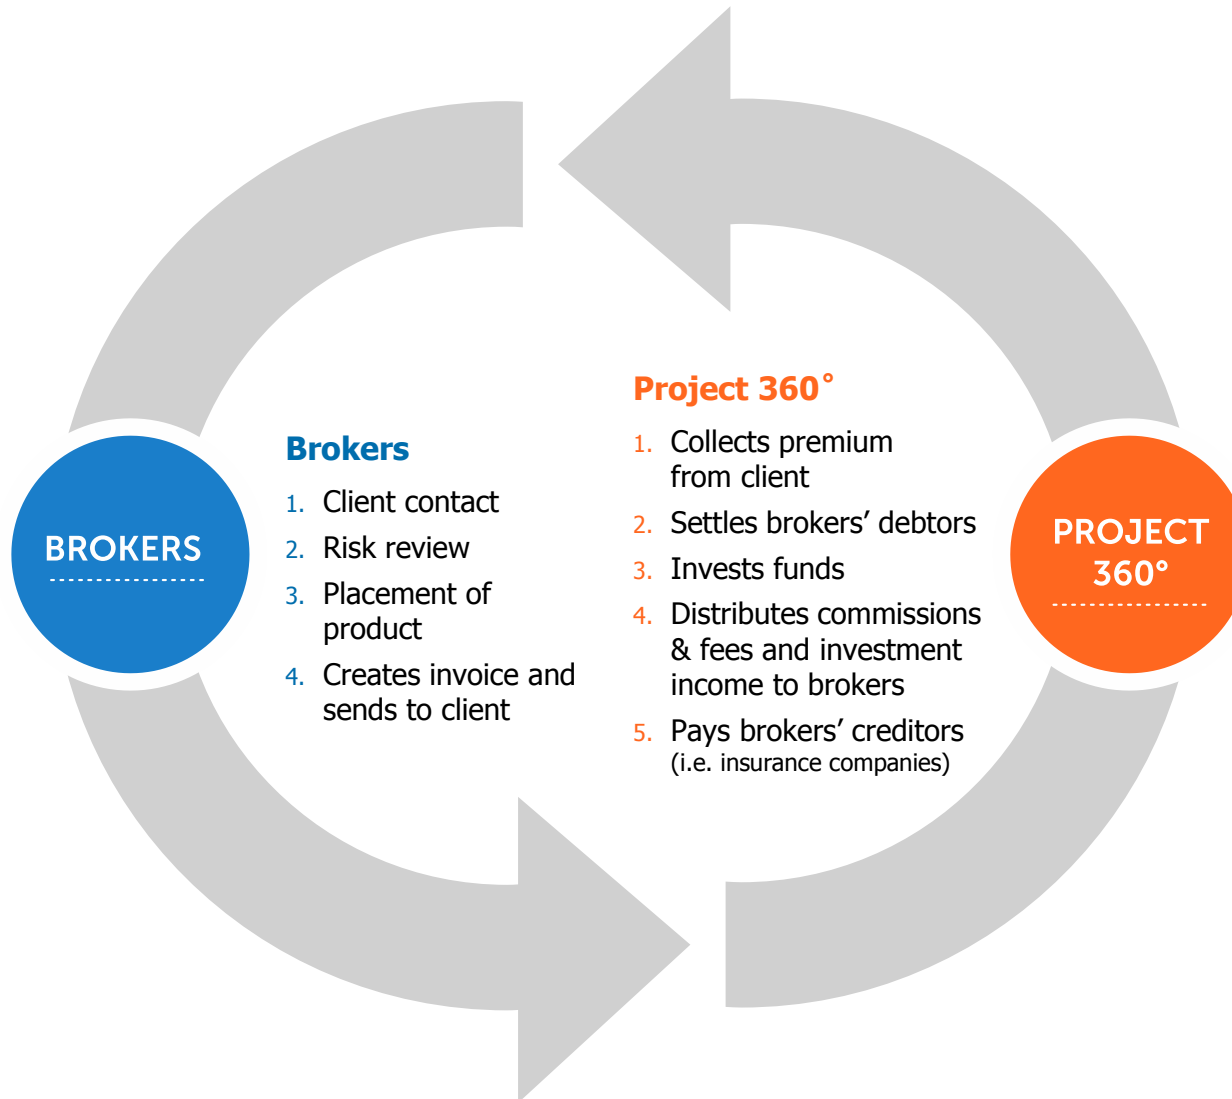 BROKERS
Brokers
1. Client contact
2. Risk review
3. Placement of
product
4. Creates invoice and
sends to client
Project 360°
1. Collects premium
from client
2. Settles brokers’ debtors
3. Invests funds
4. Distributes commissions
& fees and investment
income to brokers
5. Pays brokers’ creditors
(i.e. insurance companies)
PROJECT
360°